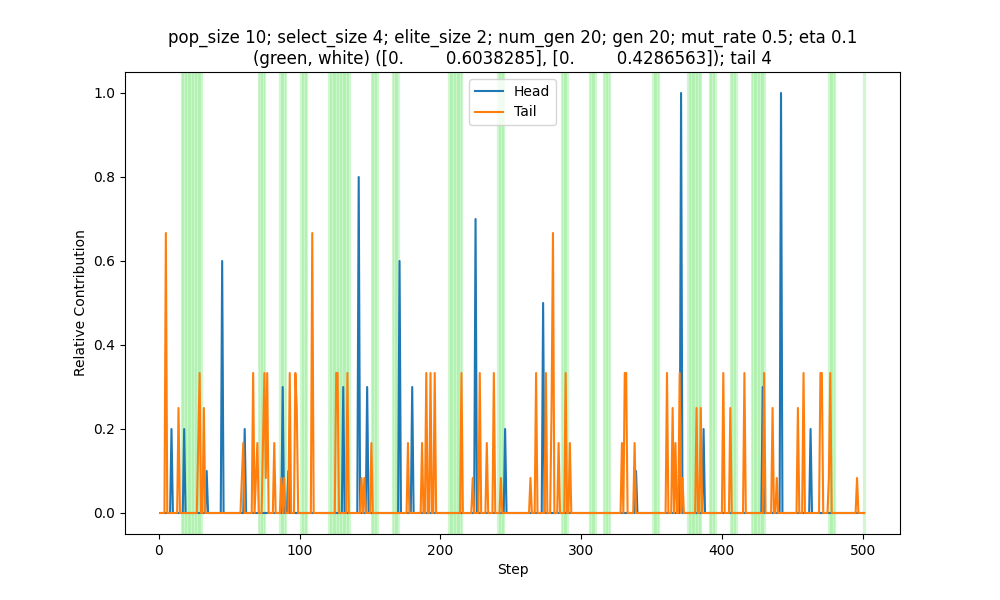 pop_size 10; select_size 4; elite_size 2; num_gen 20; gen 20; mut_rate 0.5; eta 0.1
(green, white) ([0.         0.6038285], [0.         0.4286563]); tail 4
Head
Tail
Relative Contribution
1.0
0.8
0.6
0.4
0.2
0.0
0
100
200
300
400
500
Step